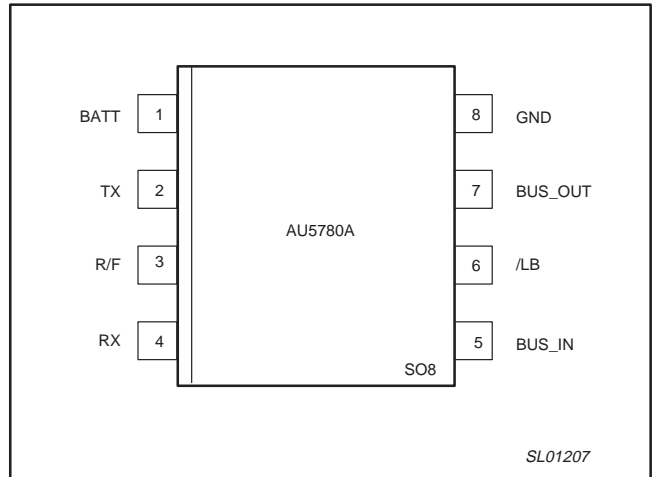 BATT 1 8 GND
TX 2 7 BUS_OUT
AU5780A
R/F 3 6 /LB
RX 4 5 BUS_IN
SO8
SL01207